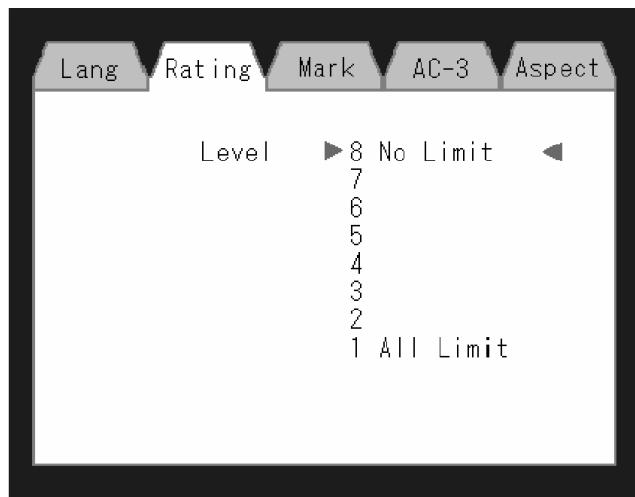 Lang Rating Mark AC-3 Aspect
Level ▶ 8 No Limit ◀
7
6
5
4
3
2
1 All Limit